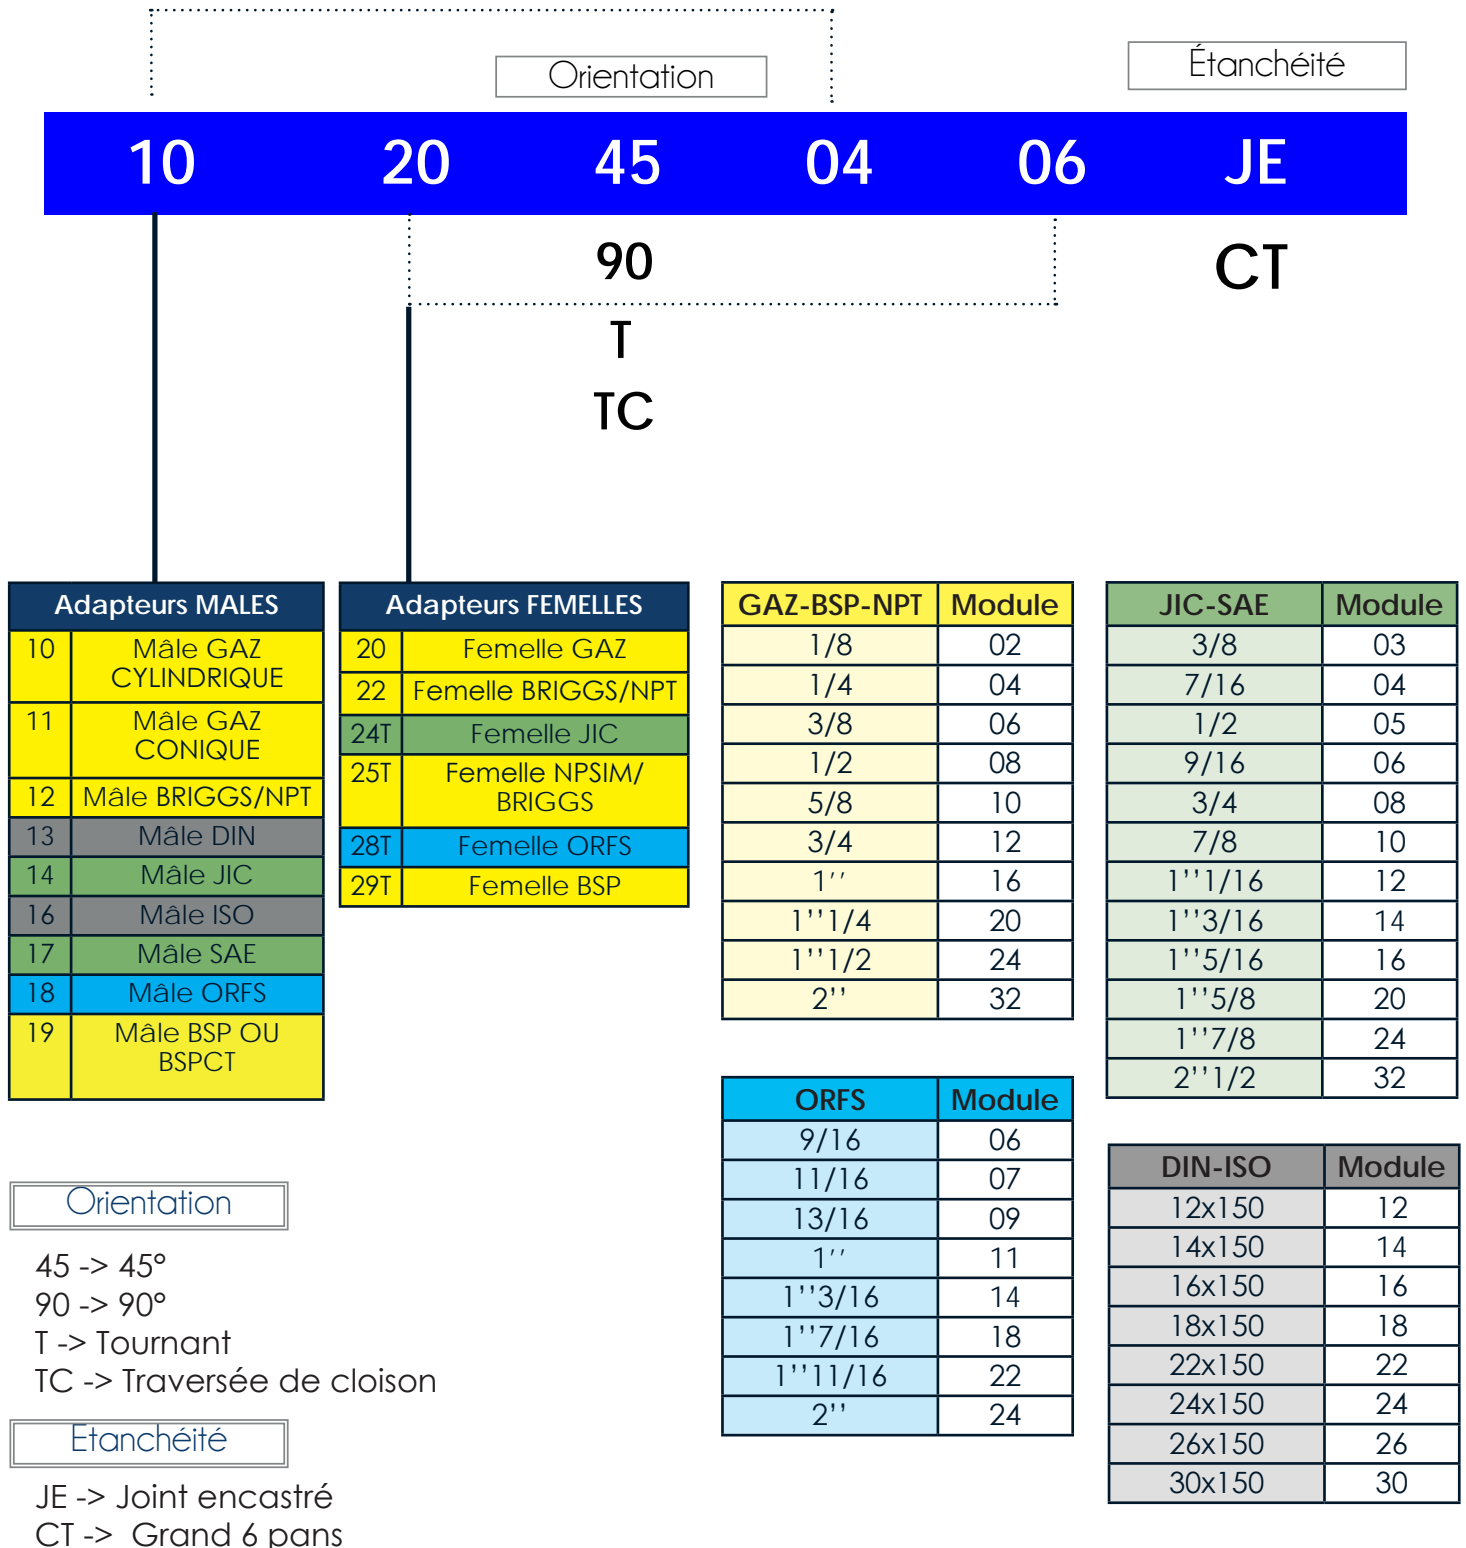 Orientation
Étanchéité
10 20 45 04 06 JE
90 CT
T
TC
Adapteurs MALES
10 Mâle GAZ
CYLINDRIQUE
11 Mâle GAZ
CONIQUE
12 Mâle BRIGGS/NPT
13 Mâle DIN
14 Mâle JIC
16 Mâle ISO
17 Mâle SAE
18 Mâle ORFS
19 Mâle BSP OU
BSPCT
Adapteurs FEMELLES
20 Femelle GAZ
22 Femelle BRIGGS/NPT
24T Femelle JIC
25T Femelle NPSIM/
BRIGGS
28T Femelle ORFS
29T Femelle BSP
GAZ-BSP-NPT Module
1/8 02
1/4 04
3/8 06
1/2 08
5/8 10
3/4 12
1'' 16
1''1/4 20
1''1/2 24
2'' 32
JIC-SAE Module
3/8 03
7/16 04
1/2 05
9/16 06
3/4 08
7/8 10
1''1/16 12
1''3/16 14
1''5/16 16
1''5/8 20
1''7/8 24
2''1/2 32
ORFS Module
9/16 06
11/16 07
13/16 09
1'' 11
1''3/16 14
1''7/16 18
1''11/16 22
2'' 24
DIN-ISO Module
12x150 12
14x150 14
16x150 16
18x150 18
22x150 22
24x150 24
26x150 26
30x150 30
Orientation
45 -> 45°
90 -> 90°
T -> Tournant
TC -> Traversée de cloison
Etanchéité
JE -> Joint encastré
CT -> Grand 6 pans